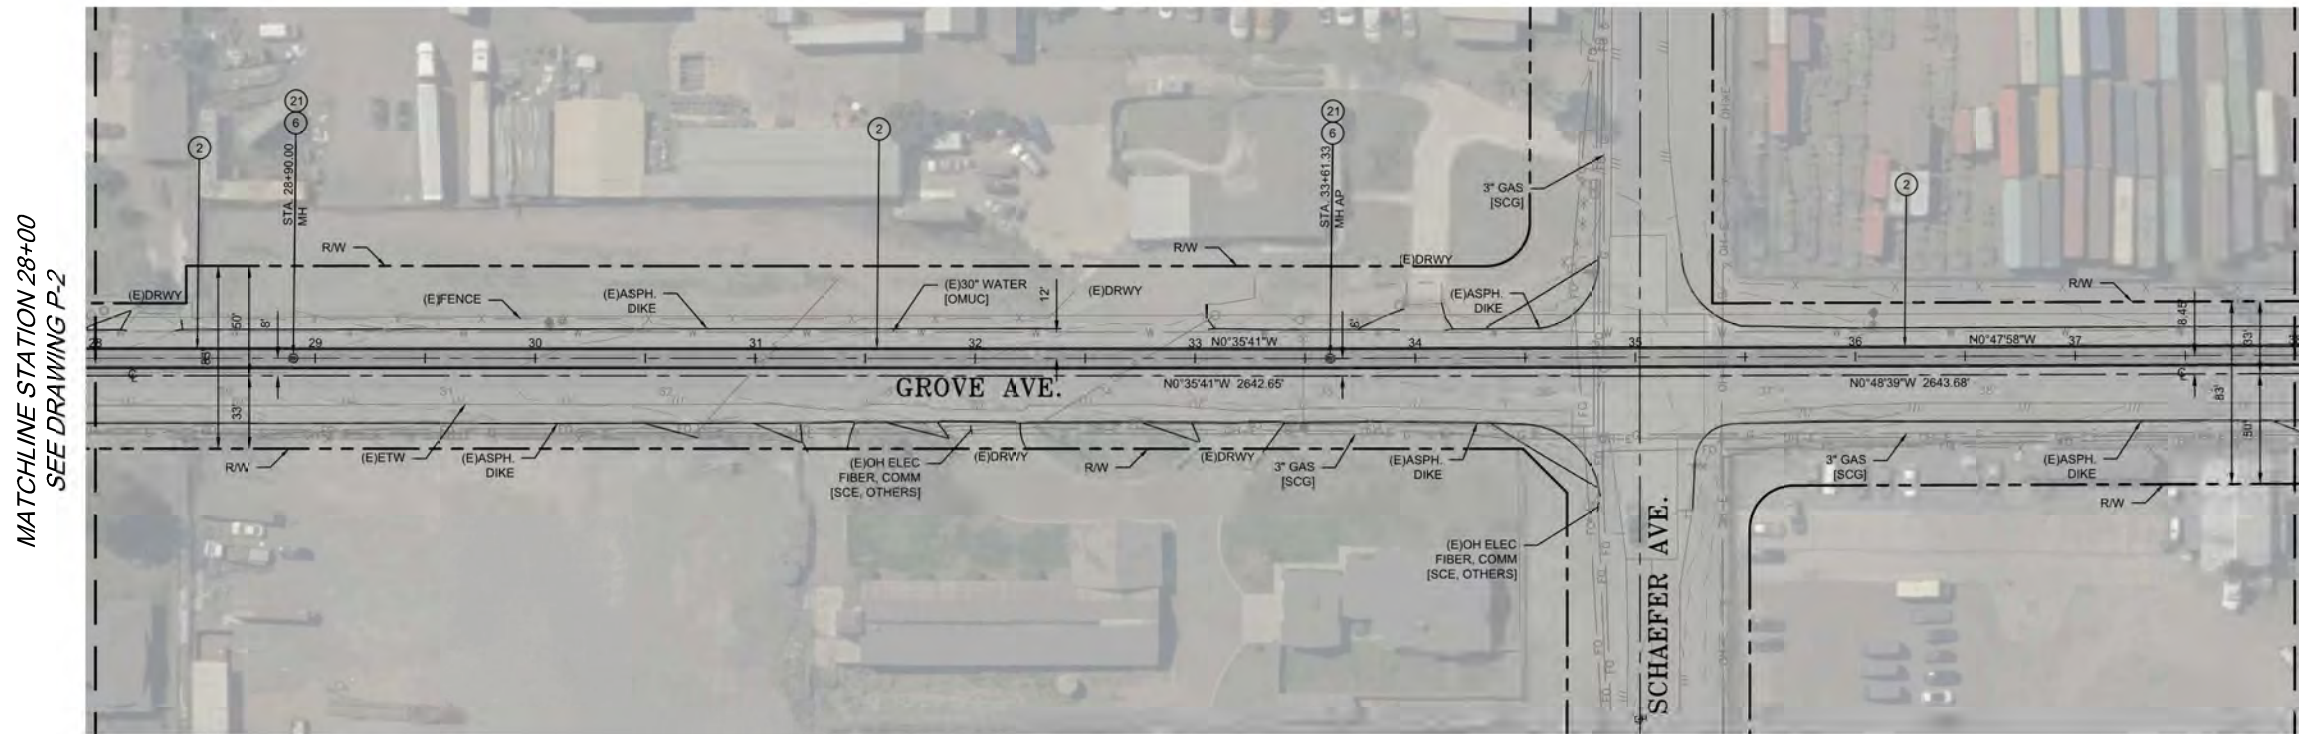 MATCHLINE STATION 28+00
SEE DRAWING P-2
2
21
6
STA. 28+90.00
MH
2
21
6
STA. 33+61.33
MH AP
3" GAS
[SCG]
2
R/W
R/W
(E)DRWY
R/W
(E)DRWY
(E)FENCE
(E)ASPH.
DIKE
(E)30" WATER
[OMUC]
12'
(E)DRWY
(E)ASPH.
DIKE
50'
8'
8'
8.45'
33'
28
29
30
31
32
33
N0°35'41"W
34
35
36
N0°47'58"W
37
GROVE AVE.
N0°35'41"W 2642.65'
N0°48'39"W 2643.68'
33'
83'
50'
R/W
(E)ETW
(E)ASPH.
DIKE
(E)OH ELEC
FIBER, COMM
[SCE, OTHERS]
(E)DRWY
R/W
(E)DRWY
3" GAS
[SCG]
(E)ASPH.
DIKE
3" GAS
[SCG]
(E)ASPH.
DIKE
R/W
(E)OH ELEC
FIBER, COMM
[SCE, OTHERS]
SCHAEFER AVE.